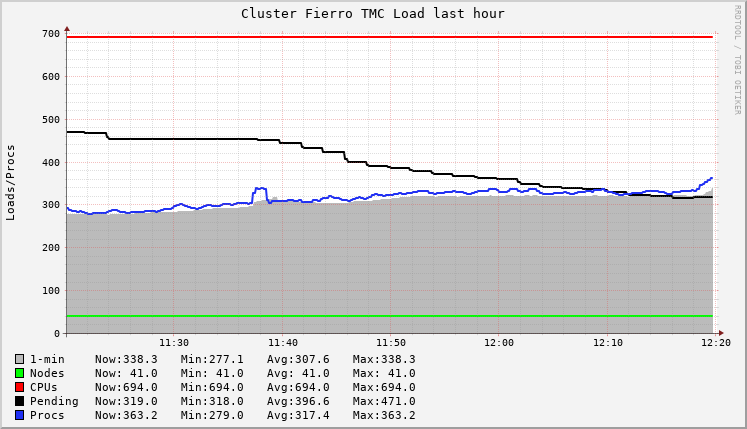 Cluster Fierro TMC Load last hour
RRDTOOL / TOBI OETIKER
Loads/Procs
700
600
500
400
300
200
100
0
11:30 11:40 11:50 12:00 12:10 12:20
1-min Now:338.3 Min:277.1 Avg:307.6 Max:338.3
Nodes Now: 41.0 Min: 41.0 Avg: 41.0 Max: 41.0
CPUs Now:694.0 Min:694.0 Avg:694.0 Max:694.0
Pending Now:319.0 Min:318.0 Avg:396.6 Max:471.0
Procs Now:363.2 Min:279.0 Avg:317.4 Max:363.2